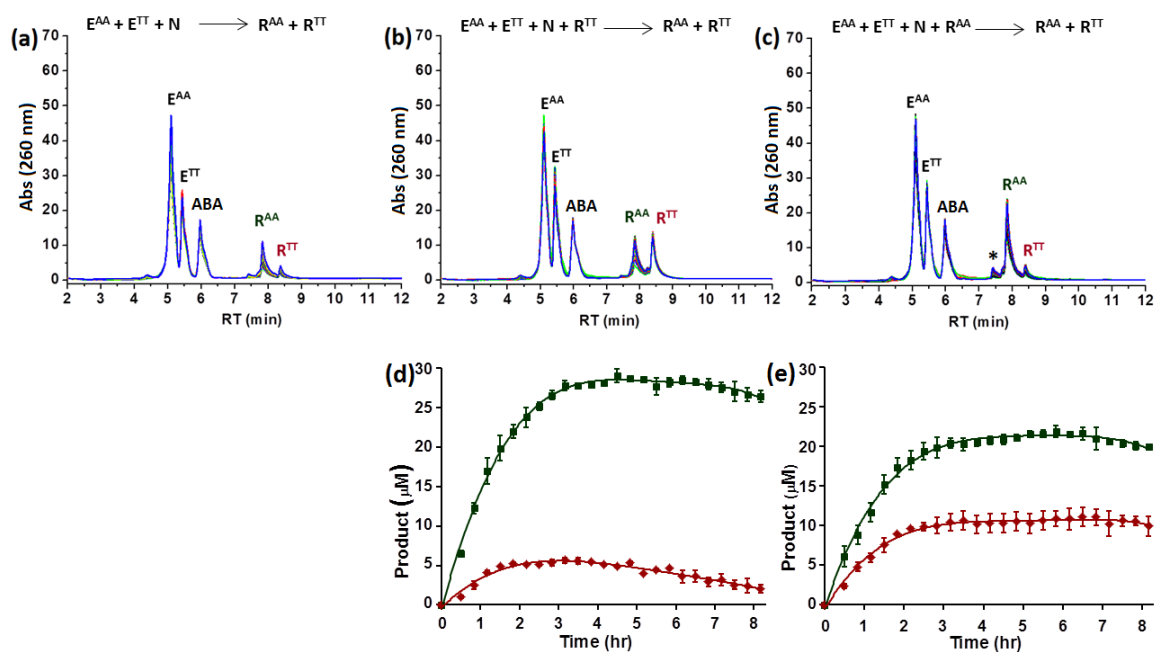 E^AA + E^TT + N ⟶ R^AA + R^TT
(a)
Abs (260 nm)
70
60
50
40
30
20
10
0
E^AA
E^TT
ABA
R^AA
R^TT
2 3 4 5 6 7 8 9 10 11 12
RT (min)
E^AA + E^TT + N + R^TT ⟶ R^AA + R^TT
(b)
Abs (260 nm)
70
60
50
40
30
20
10
0
E^AA
E^TT
ABA
R^AA
R^TT
2 3 4 5 6 7 8 9 10 11 12
RT (min)
E^AA + E^TT + N + R^AA ⟶ R^AA + R^TT
(c)
Abs (260 nm)
70
60
50
40
30
20
10
0
E^AA
E^TT
ABA
*
R^AA
R^TT
2 3 4 5 6 7 8 9 10 11 12
RT (min)
(d)
Product (μM)
30
25
20
15
10
5
0
0 1 2 3 4 5 6 7 8
Time (hr)
(e)
Product (μM)
30
25
20
15
10
5
0
0 1 2 3 4 5 6 7 8
Time (hr)